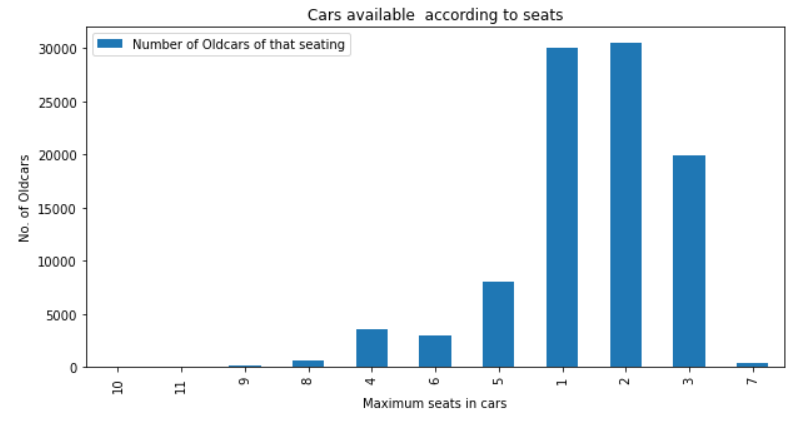 Cars available  according to seats
Number of Oldcars of that seating
30000
25000
20000
15000
10000
5000
0
No. of Oldcars
10 11 9 8 4 6 5 1 2 3 7
Maximum seats in cars